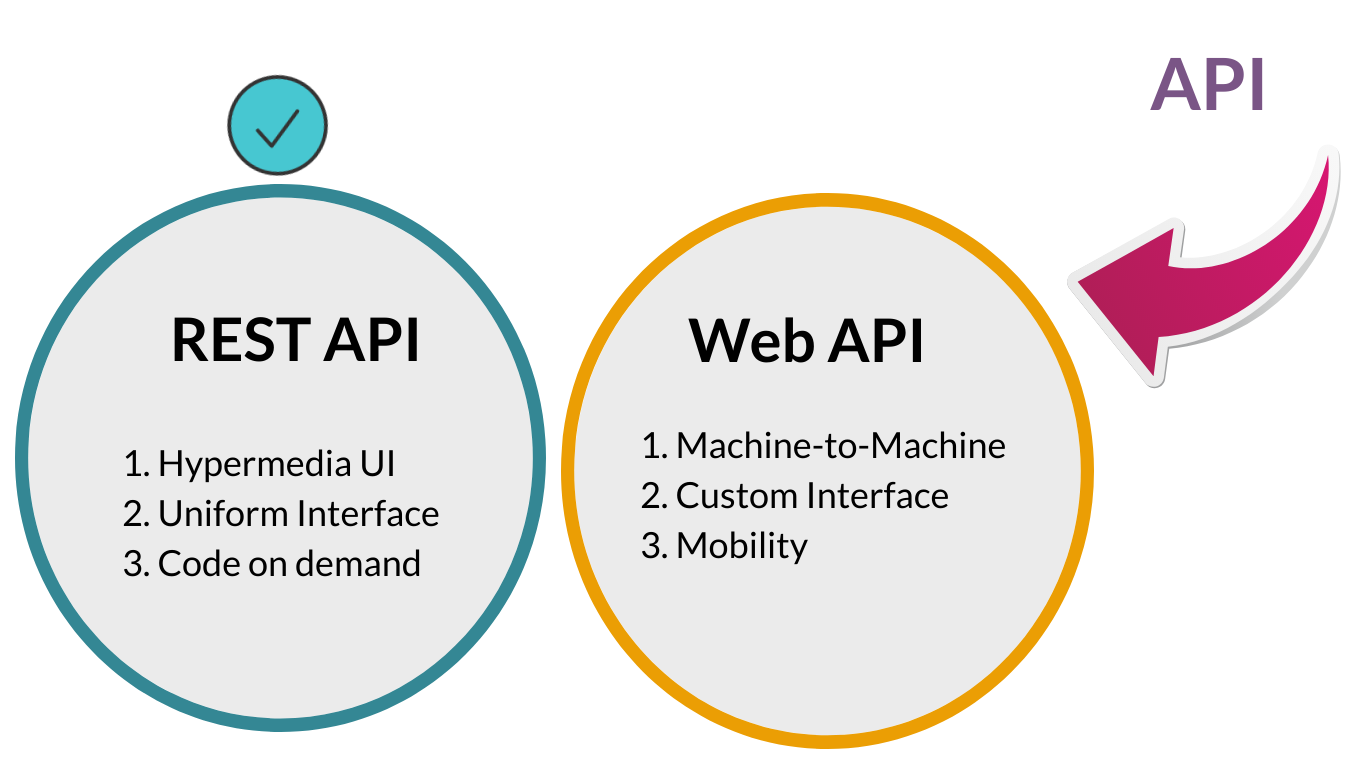 API
REST API
1. Hypermedia UI
2. Uniform Interface
3. Code on demand
Web API
1. Machine-to-Machine
2. Custom Interface
3. Mobility